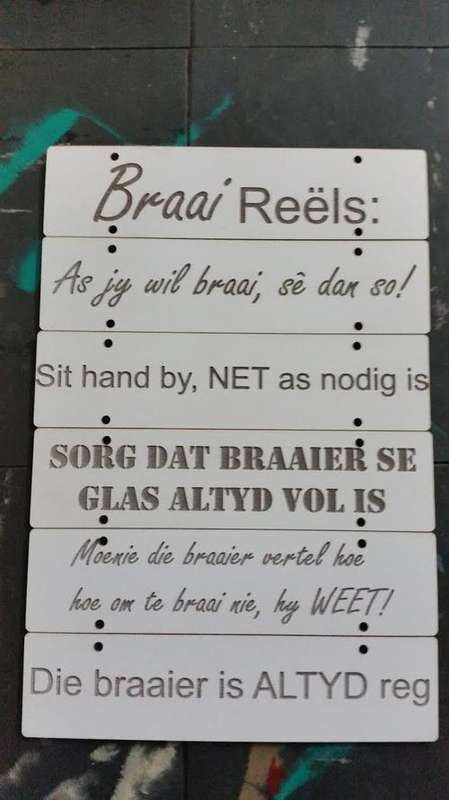 Braai Reëls:
As jy wil braai, sê dan so!
Sit hand by, NET as nodig is
SORG DAT BRAAIER SE
GLAS ALTYD VOL IS
Moenie die braaier vertel hoe
hoe om te braai nie, hy WEET!
Die braaier is ALTYD reg